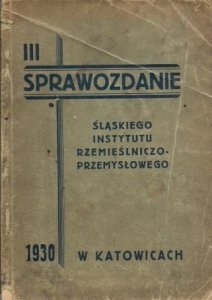 III
SPRAWOZDANIE
ŚLĄSKIEGO
INSTYTUTU
RZEMIEŚLNICZO-
PRZEMYSŁOWEGO
1930 W KATOWICACH